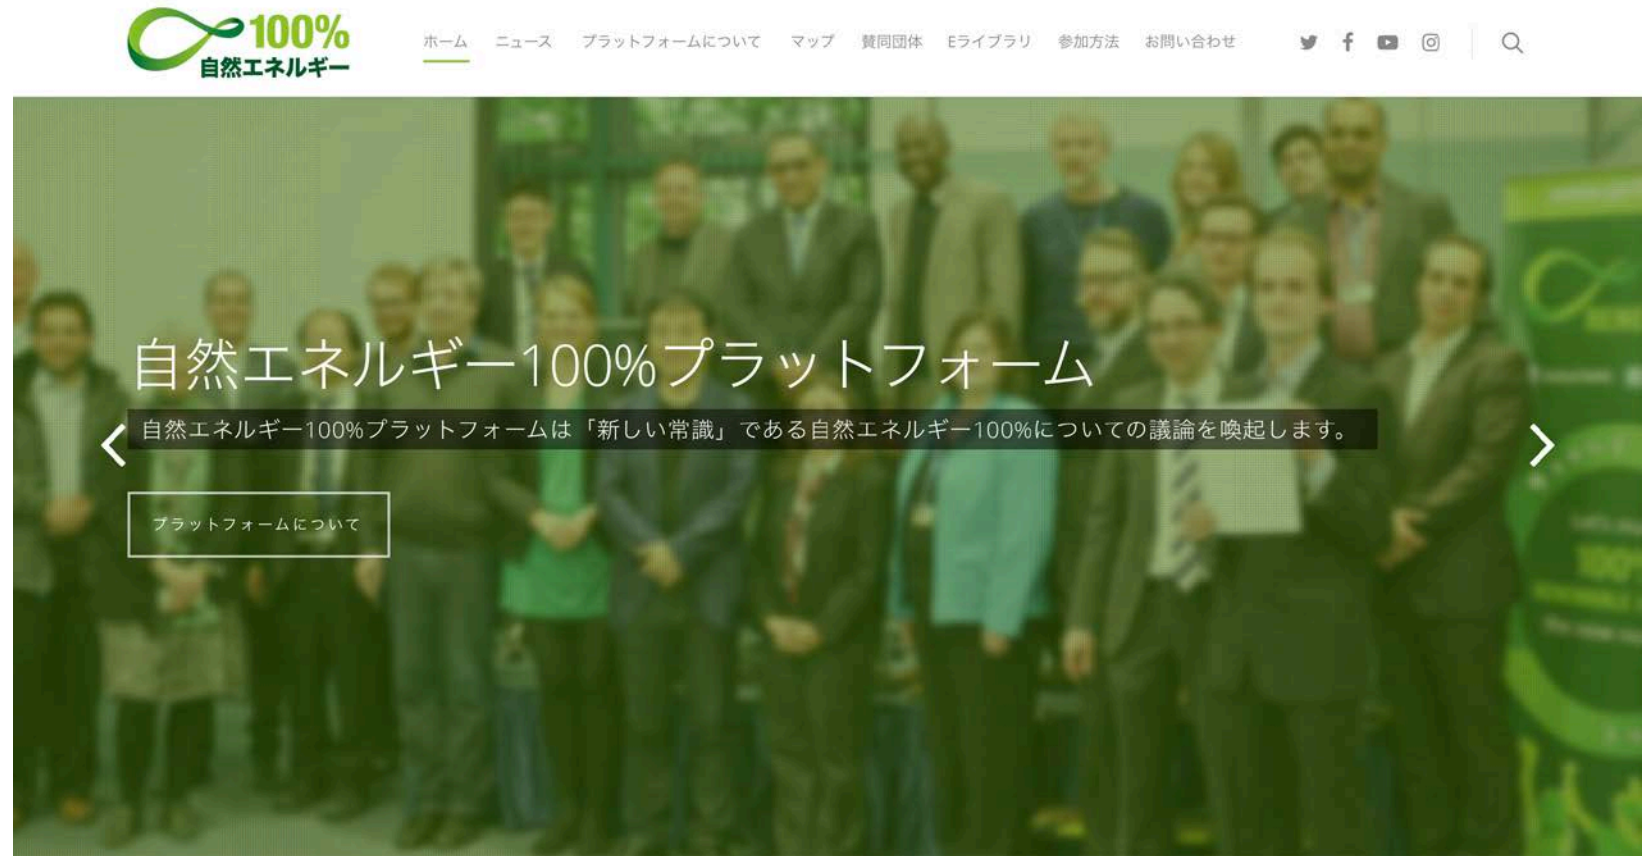 100%
自然エネルギー
ホーム ニュース プラットフォームについて マップ 賛同団体 Eライブラリ 参加方法 お問い合わせ
自然エネルギー100%プラットフォーム
自然エネルギー100%プラットフォームは「新しい常識」である自然エネルギー100%についての議論を喚起します。
プラットフォームについて
100%